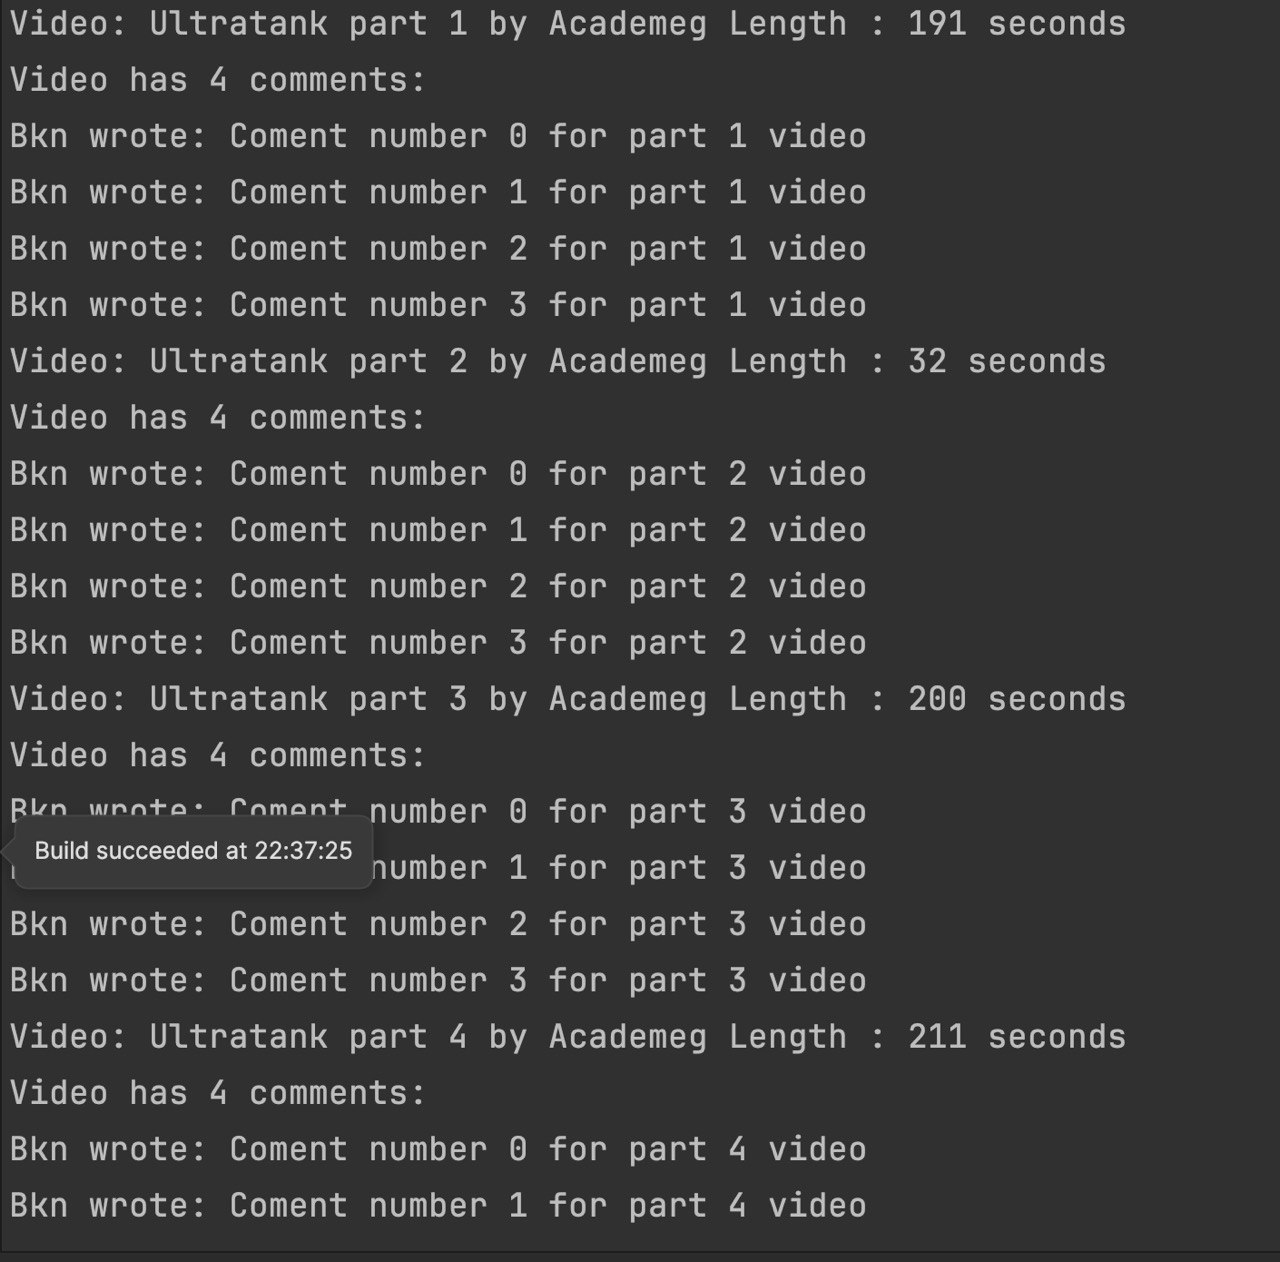 Video: Ultratank part 1 by Academeg Length : 191 seconds
Video has 4 comments:
Bkn wrote: Coment number 0 for part 1 video
Bkn wrote: Coment number 1 for part 1 video
Bkn wrote: Coment number 2 for part 1 video
Bkn wrote: Coment number 3 for part 1 video
Video: Ultratank part 2 by Academeg Length : 32 seconds
Video has 4 comments:
Bkn wrote: Coment number 0 for part 2 video
Bkn wrote: Coment number 1 for part 2 video
Bkn wrote: Coment number 2 for part 2 video
Bkn wrote: Coment number 3 for part 2 video
Video: Ultratank part 3 by Academeg Length : 200 seconds
Video has 4 comments:
Bkn wrote: Coment number 0 for part 3 video
Build succeeded at 22:37:25
number 1 for part 3 video
Bkn wrote: Coment number 2 for part 3 video
Bkn wrote: Coment number 3 for part 3 video
Video: Ultratank part 4 by Academeg Length : 211 seconds
Video has 4 comments:
Bkn wrote: Coment number 0 for part 4 video
Bkn wrote: Coment number 1 for part 4 video